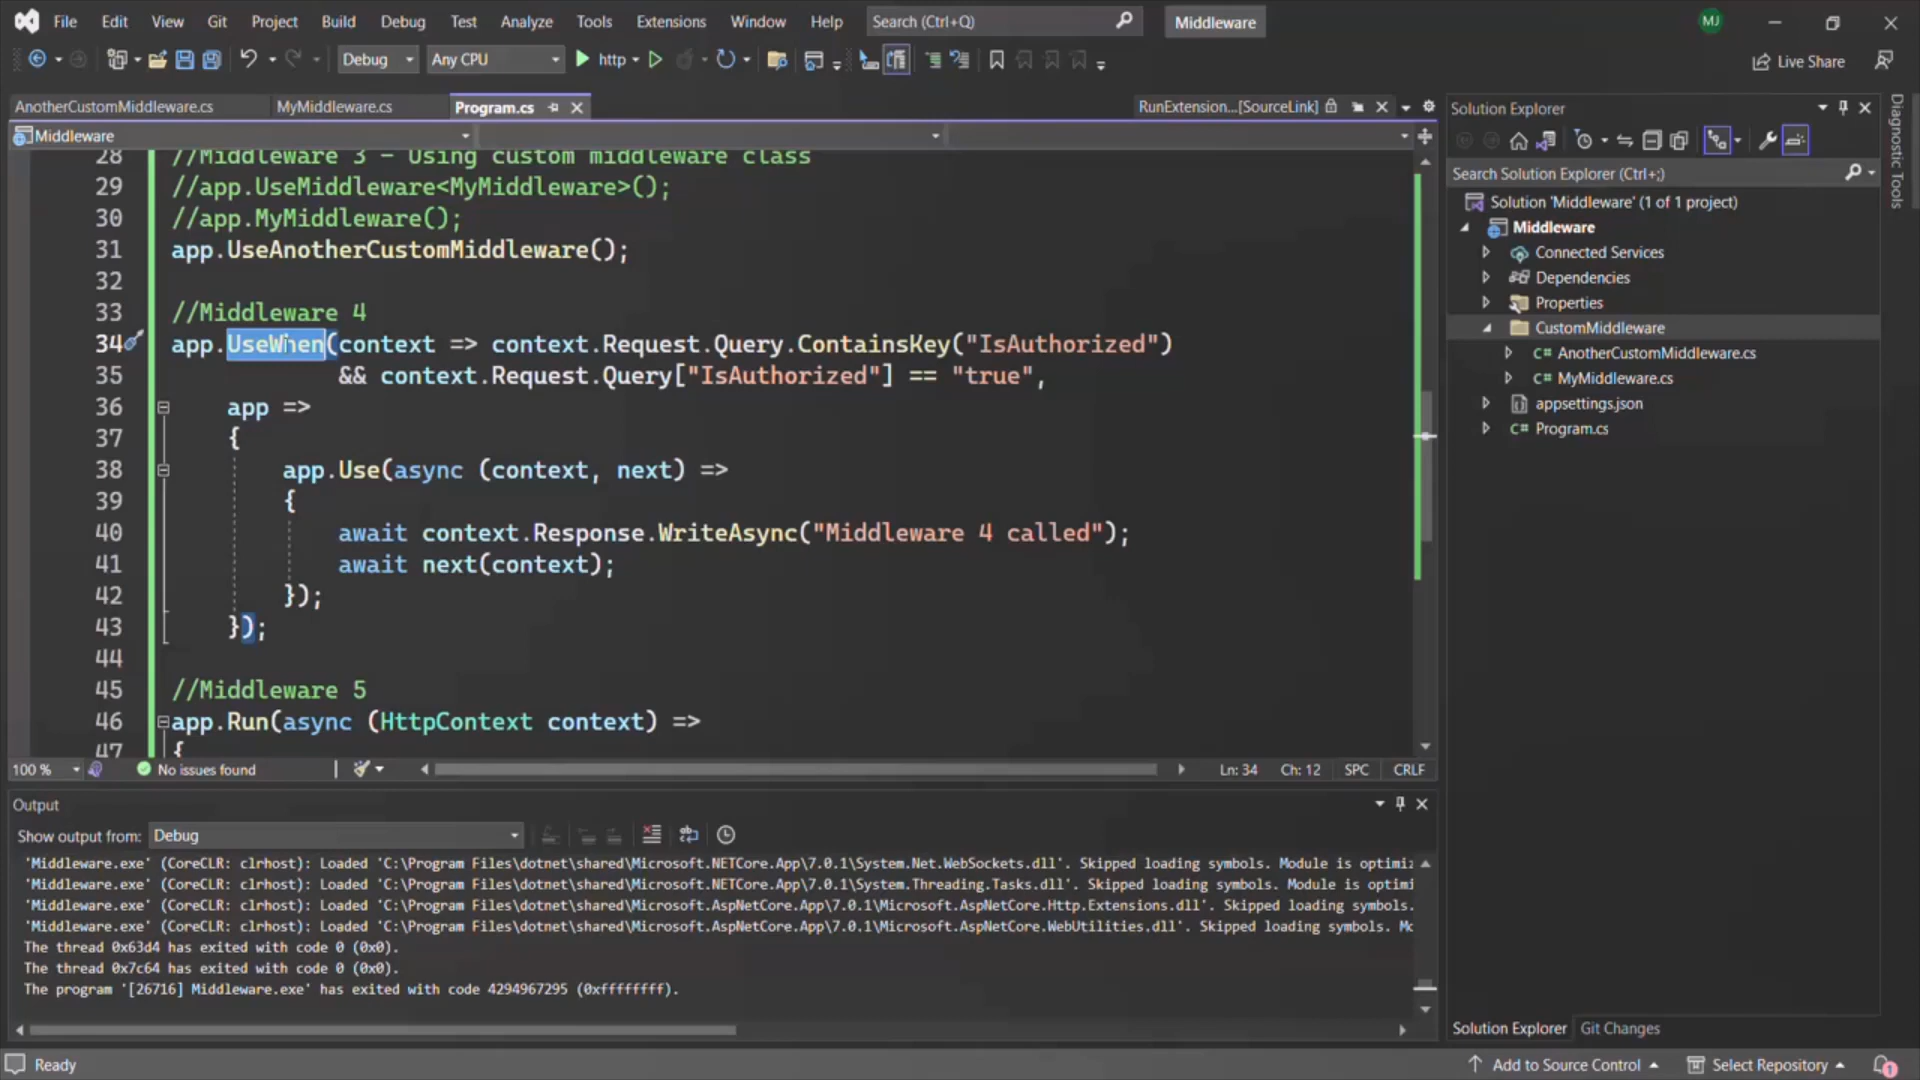 File Edit View Git Project Build Debug Test Analyze Tools Extensions Window Help Search (Ctrl+Q) Middleware MJ
Debug Any CPU http Live Share
AnotherCustomMiddleware.cs MyMiddleware.cs Program.cs RunExtension...[SourceLink]
Middleware
28 //Middleware 3 - Using custom middleware class
29 //app.UseMiddleware<MyMiddleware>();
30 //app.MyMiddleware();
31 app.UseAnotherCustomMiddleware();
32
33 //Middleware 4
34 app.UseWhen(context => context.Request.Query.ContainsKey("IsAuthorized")
35 && context.Request.Query["IsAuthorized"] == "true",
36 app =>
37 {
38 app.Use(async (context, next) =>
39 {
40 await context.Response.WriteAsync("Middleware 4 called");
41 await next(context);
42 });
43 });
44
45 //Middleware 5
46 app.Run(async (HttpContext context) =>
47 {
100 % No issues found Ln: 34 Ch: 12 SPC CRLF
Output
Show output from: Debug
'Middleware.exe' (CoreCLR: clrhost): Loaded 'C:\Program Files\dotnet\shared\Microsoft.NETCore.App\7.0.1\System.Net.WebSockets.dll'. Skipped loading symbols. Module is optimiz
'Middleware.exe' (CoreCLR: clrhost): Loaded 'C:\Program Files\dotnet\shared\Microsoft.NETCore.App\7.0.1\System.Threading.Tasks.dll'. Skipped loading symbols. Module is optimi
'Middleware.exe' (CoreCLR: clrhost): Loaded 'C:\Program Files\dotnet\shared\Microsoft.AspNetCore.App\7.0.1\Microsoft.AspNetCore.Http.Extensions.dll'. Skipped loading symbols.
'Middleware.exe' (CoreCLR: clrhost): Loaded 'C:\Program Files\dotnet\shared\Microsoft.AspNetCore.App\7.0.1\Microsoft.AspNetCore.WebUtilities.dll'. Skipped loading symbols. Mo
The thread 0x63d4 has exited with code 0 (0x0).
The thread 0x7c64 has exited with code 0 (0x0).
The program '[26716] Middleware.exe' has exited with code 4294967295 (0xffffffff).
Solution Explorer
Search Solution Explorer (Ctrl+;)
Solution 'Middleware' (1 of 1 project)
Middleware
Connected Services
Dependencies
Properties
CustomMiddleware
C# AnotherCustomMiddleware.cs
C# MyMiddleware.cs
appsettings.json
C# Program.cs
Solution Explorer Git Changes
Diagnostic Tools
Ready Add to Source Control Select Repository 1